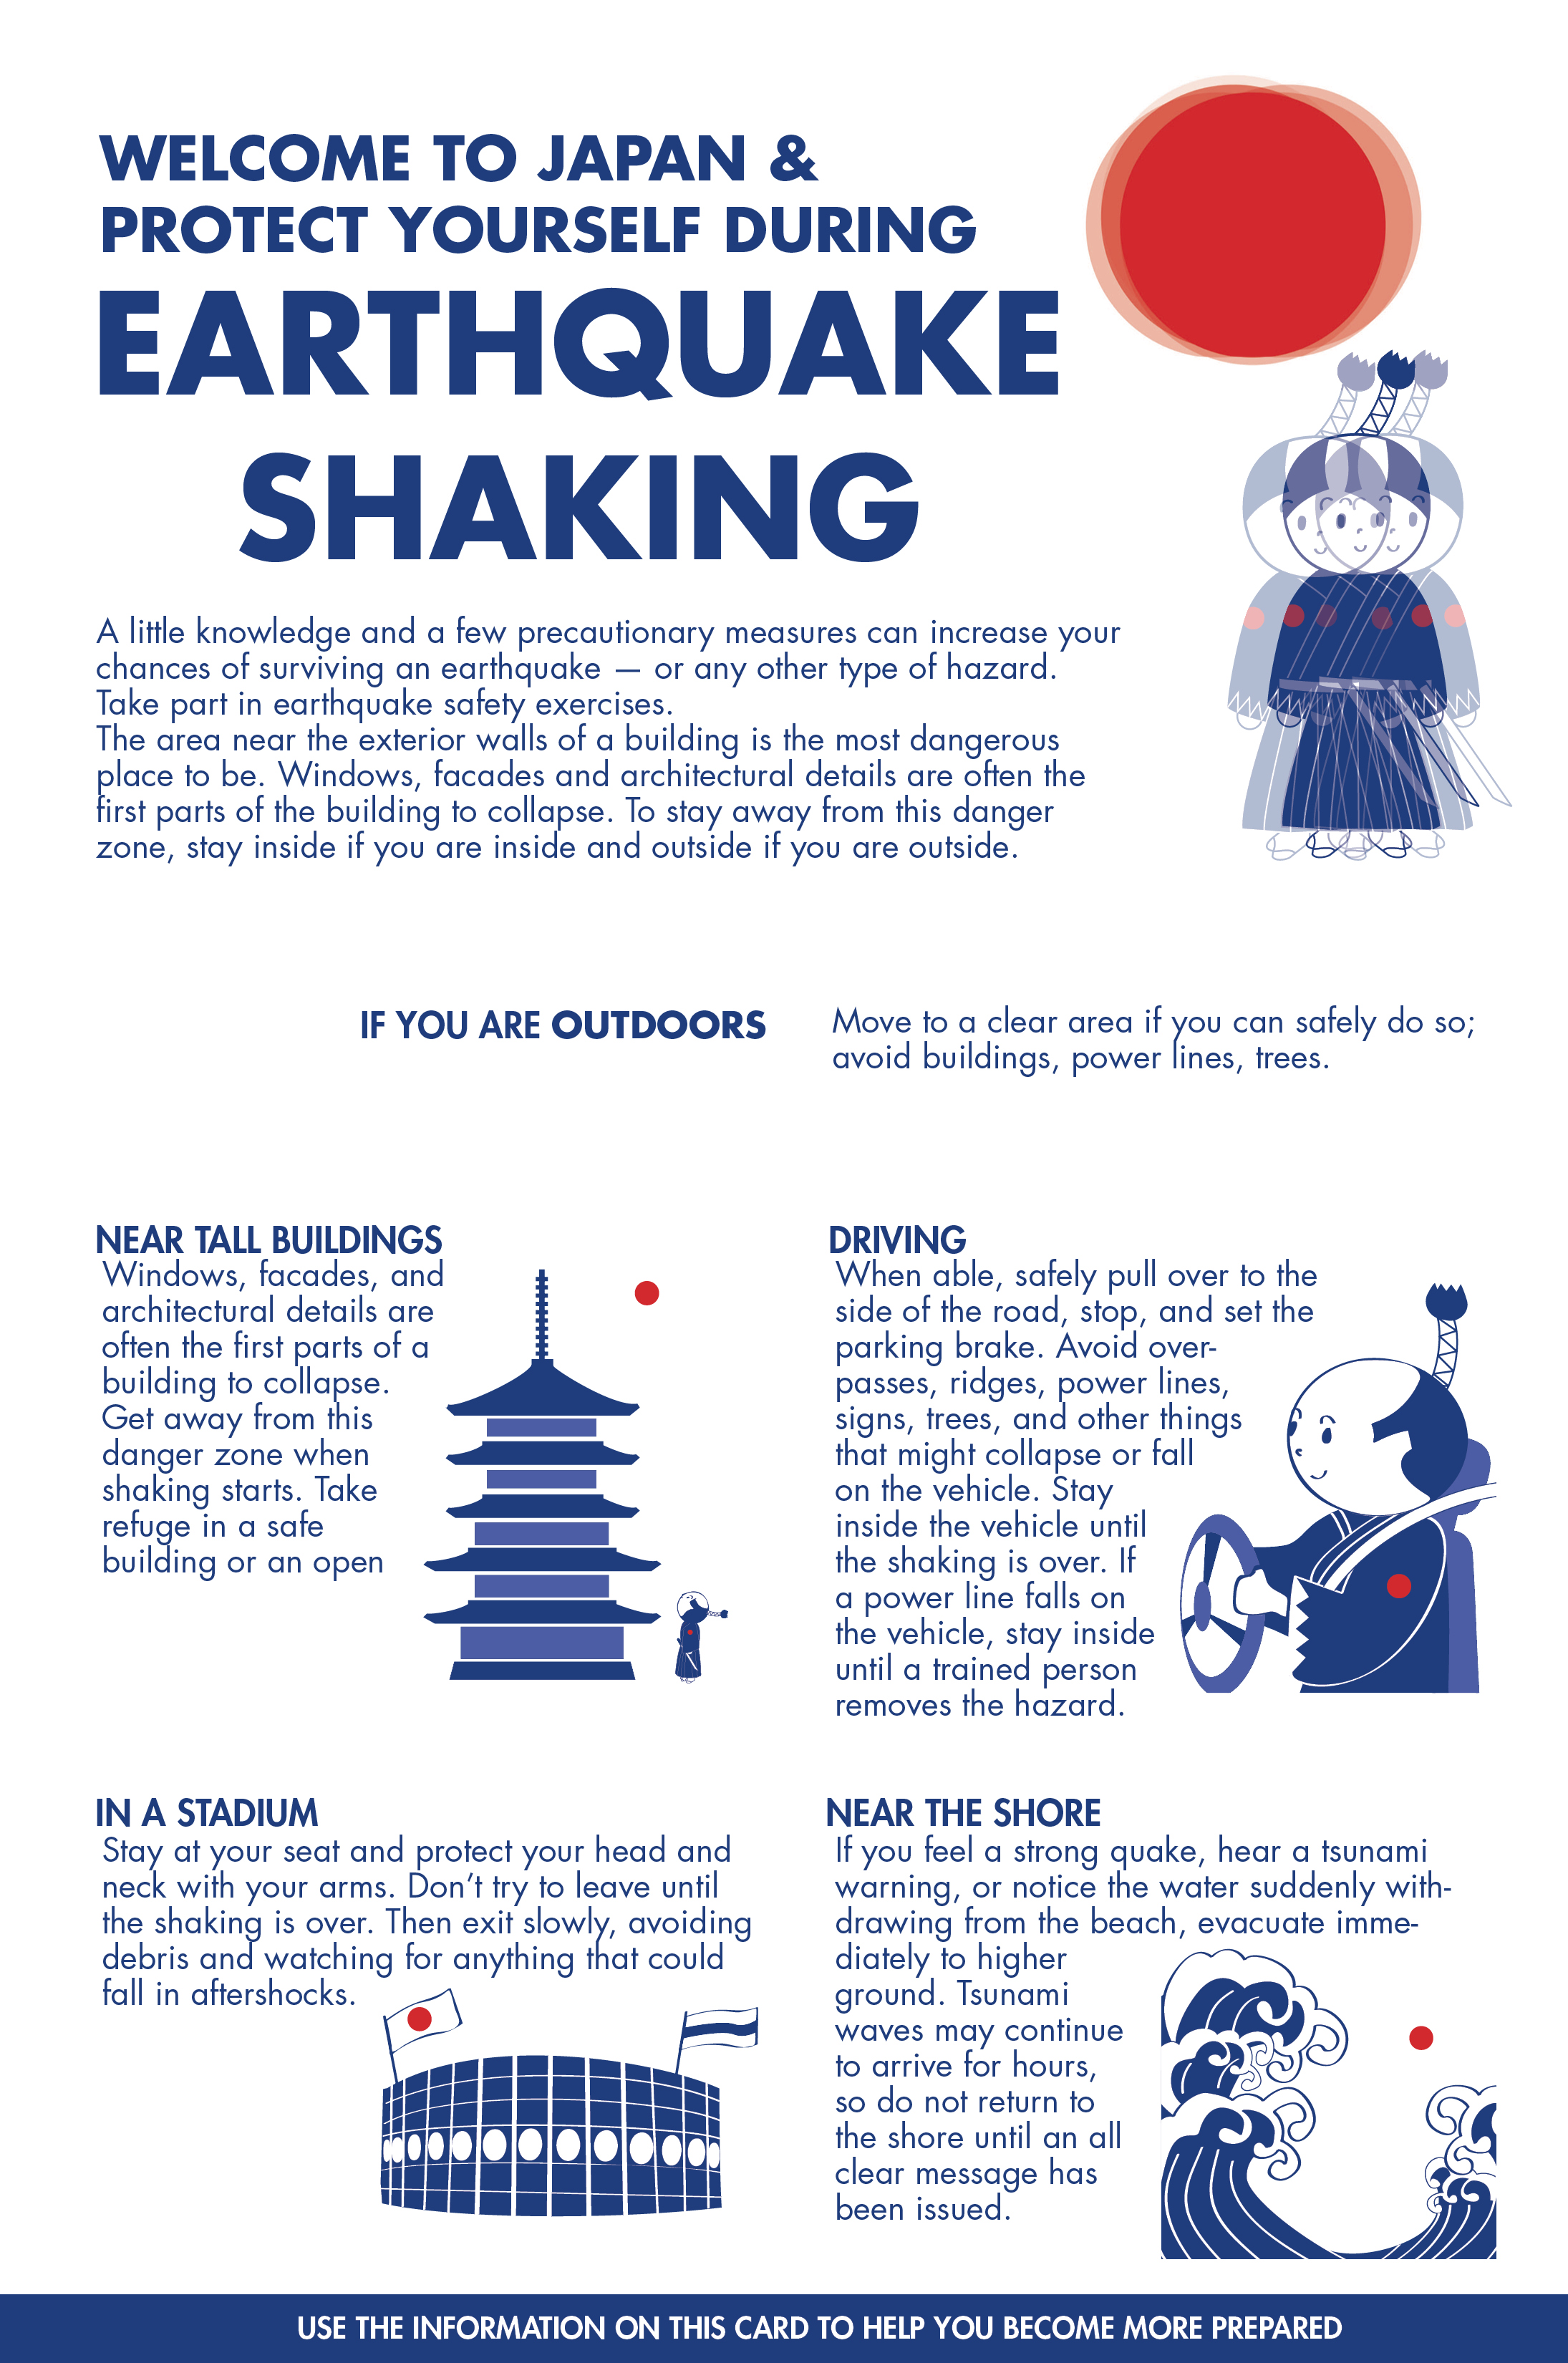 WELCOME TO JAPAN &
PROTECT YOURSELF DURING
EARTHQUAKE
SHAKING
A little knowledge and a few precautionary measures can increase your
chances of surviving an earthquake — or any other type of hazard.
Take part in earthquake safety exercises.
The area near the exterior walls of a building is the most dangerous
place to be. Windows, facades and architectural details are often the
first parts of the building to collapse. To stay away from this danger
zone, stay inside if you are inside and outside if you are outside.
IF YOU ARE OUTDOORS
Move to a clear area if you can safely do so;
avoid buildings, power lines, trees.
NEAR TALL BUILDINGS
Windows, facades, and
architectural details are
often the first parts of a
building to collapse.
Get away from this
danger zone when
shaking starts. Take
refuge in a safe
building or an open
DRIVING
When able, safely pull over to the
side of the road, stop, and set the
parking brake. Avoid over-
passes, ridges, power lines,
signs, trees, and other things
that might collapse or fall
on the vehicle. Stay
inside the vehicle until
the shaking is over. If
a power line falls on
the vehicle, stay inside
until a trained person
removes the hazard.
IN A STADIUM
Stay at your seat and protect your head and
neck with your arms. Don’t try to leave until
the shaking is over. Then exit slowly, avoiding
debris and watching for anything that could
fall in aftershocks.
NEAR THE SHORE
If you feel a strong quake, hear a tsunami
warning, or notice the water suddenly with-
drawing from the beach, evacuate imme-
diately to higher
ground. Tsunami
waves may continue
to arrive for hours,
so do not return to
the shore until an all
clear message has
been issued.
USE THE INFORMATION ON THIS CARD TO HELP YOU BECOME MORE PREPARED